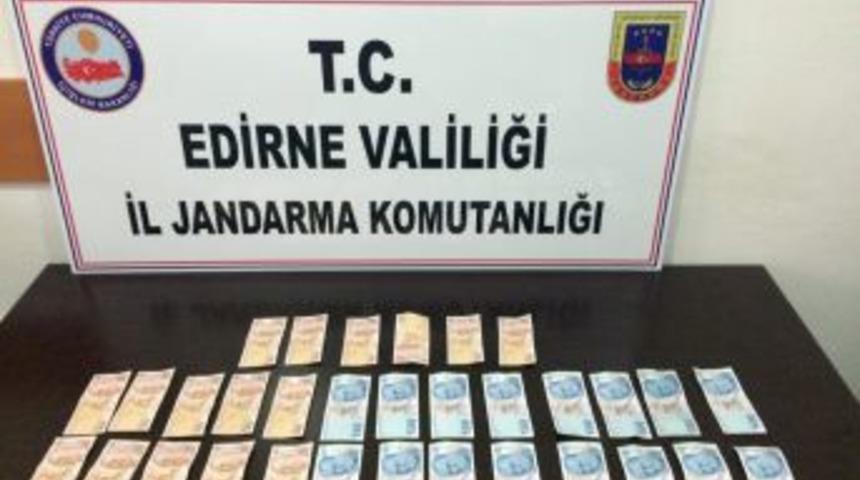 T.C.
EDİRNE VALİLİĞİ
İL JANDARMA KOMUTANLIĞI